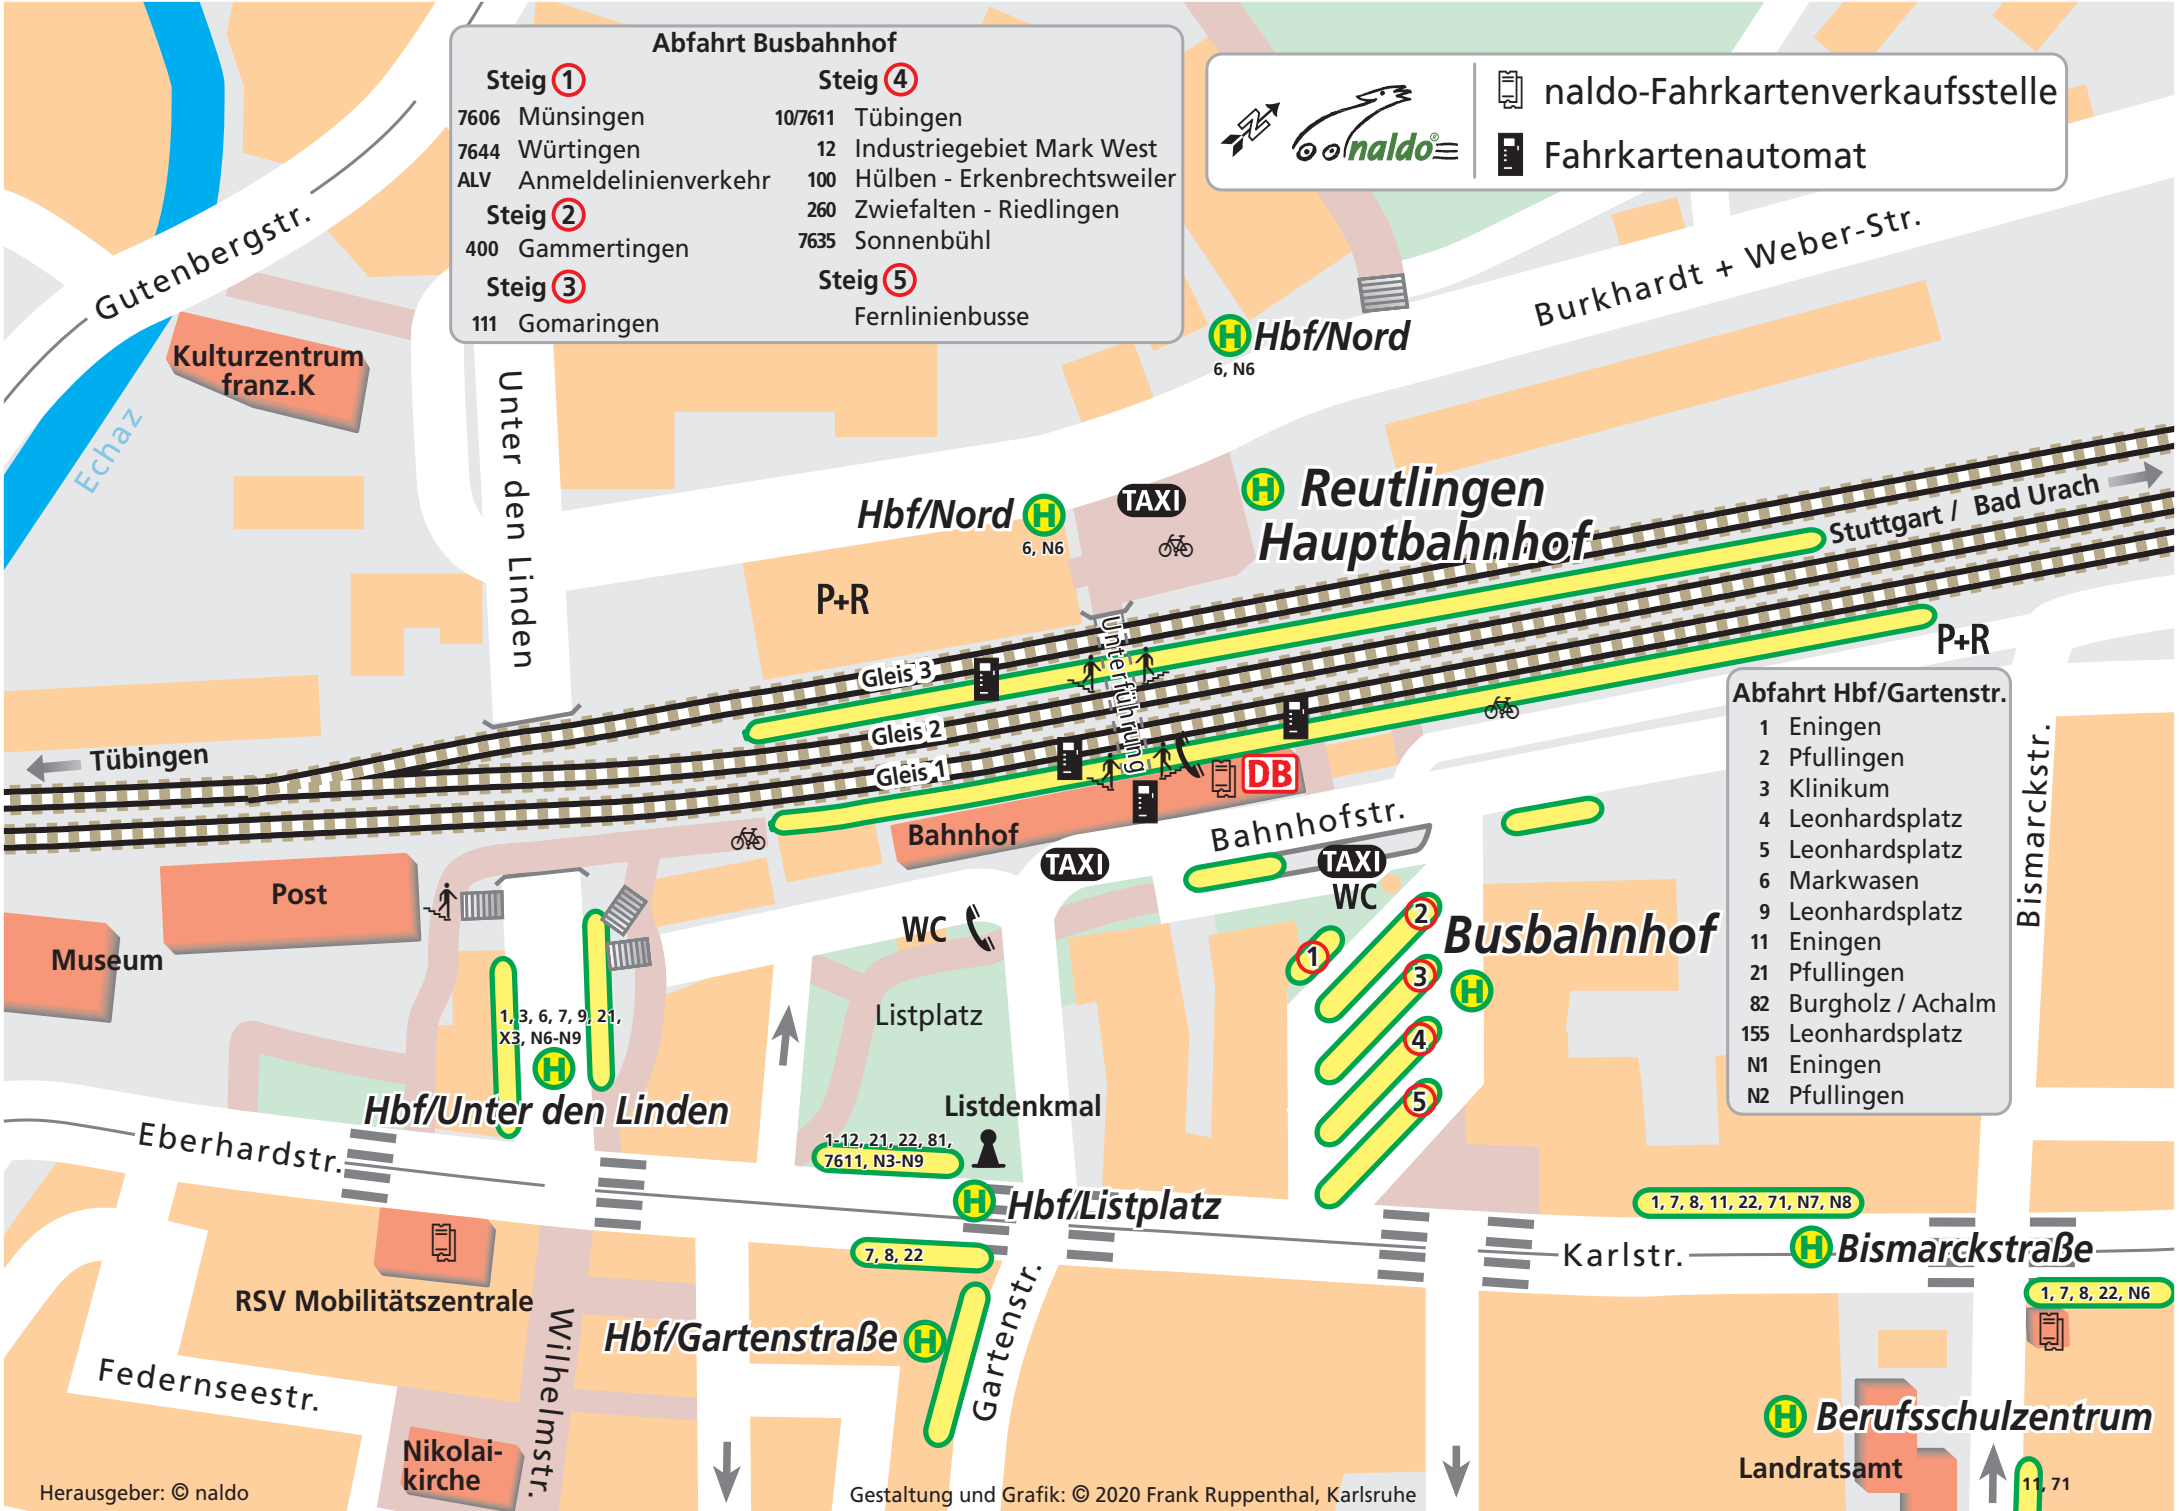 Abfahrt Busbahnhof
Steig 1
7606 Münsingen
7644 Würtingen
ALV Anmeldelinienverkehr
Steig 2
400 Gammertingen
Steig 3
111 Gomaringen
Steig 4
10/7611 Tübingen
12 Industriegebiet Mark West
100 Hülben - Erkenbrechtsweiler
260 Zwiefalten - Riedlingen
7635 Sonnenbühl
Steig 5
Fernlinienbusse
N
naldo®
naldo-Fahrkartenverkaufsstelle
Fahrkartenautomat
Gutenbergstr.
Burkhardt + Weber-Str.
Kulturzentrum
franz.K
Echaz
Unter den Linden
H Hbf/Nord
6, N6
Hbf/Nord H
6, N6
TAXI
H Reutlingen
Hauptbahnhof
Stuttgart / Bad Urach
P+R
P+R
Unterführung
Gleis 3
Gleis 2
Gleis 1
Tübingen
DB
Bahnhof
Bahnhofstr.
TAXI
TAXI
WC
WC
Post
Museum
Abfahrt Hbf/Gartenstr.
1 Eningen
2 Pfullingen
3 Klinikum
4 Leonhardsplatz
5 Leonhardsplatz
6 Markwasen
9 Leonhardsplatz
11 Eningen
21 Pfullingen
82 Burgholz / Achalm
155 Leonhardsplatz
N1 Eningen
N2 Pfullingen
Bismarckstr.
Busbahnhof
H
1
2
3
4
5
Listplatz
1, 3, 6, 7, 9, 21,
X3, N6-N9
H
Hbf/Unter den Linden
Listdenkmal
1-12, 21, 22, 81,
7611, N3-N9
H Hbf/Listplatz
7, 8, 22
Eberhardstr.
Karlstr.
1, 7, 8, 11, 22, 71, N7, N8
H Bismarckstraße
1, 7, 8, 22, N6
RSV Mobilitätszentrale
Wilhelmstr.
Hbf/Gartenstraße H
Gartenstr.
Federnseestr.
Nikolai-
kirche
H Berufsschulzentrum
Landratsamt
11, 71
Herausgeber: © naldo
Gestaltung und Grafik: © 2020 Frank Ruppenthal, Karlsruhe